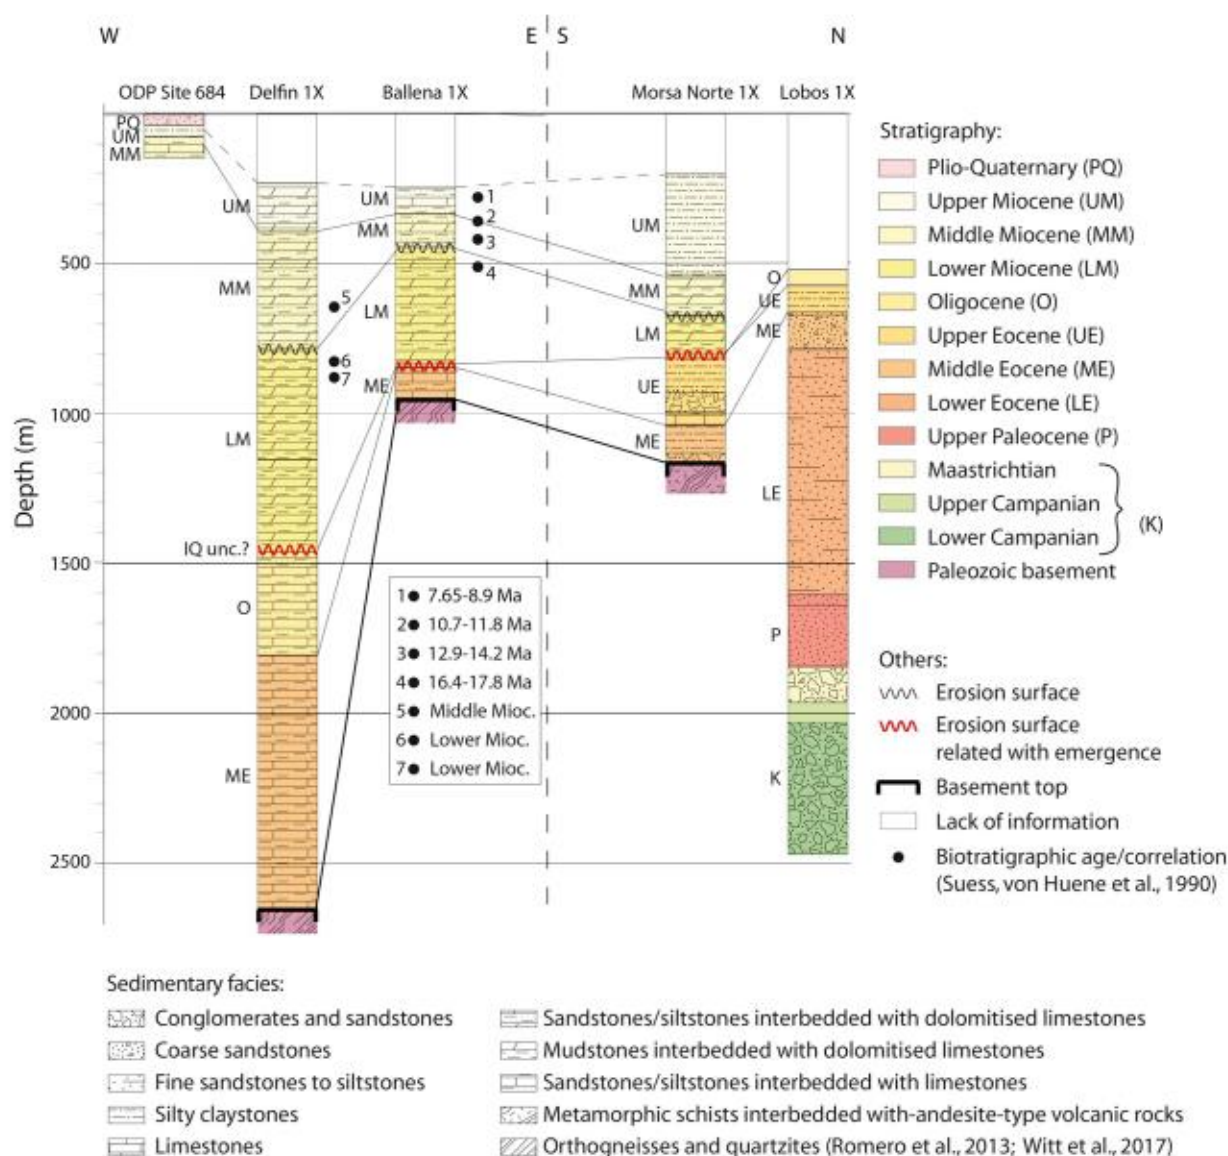 W E S N
ODP Site 684 Delfin 1X Ballena 1X Morsa Norte 1X Lobos 1X
PQ
UM
MM
UM
MM
LM
IQ unc.?
O
ME
UM
MM
LM
ME
1
2
3
4
5
6
7
UM
MM
LM
UE
ME
O
UE
ME
LE
P
K
Depth (m)
500
1000
1500
2000
2500
1 7.65-8.9 Ma
2 10.7-11.8 Ma
3 12.9-14.2 Ma
4 16.4-17.8 Ma
5 Middle Mioc.
6 Lower Mioc.
7 Lower Mioc.
Stratigraphy:
Plio-Quaternary (PQ)
Upper Miocene (UM)
Middle Miocene (MM)
Lower Miocene (LM)
Oligocene (O)
Upper Eocene (UE)
Middle Eocene (ME)
Lower Eocene (LE)
Upper Paleocene (P)
Maastrichtian
Upper Campanian
Lower Campanian
(K)
Paleozoic basement
Others:
Erosion surface
Erosion surface
related with emergence
Basement top
Lack of information
Biotratigraphic age/correlation
(Suess, von Huene et al., 1990)
Sedimentary facies:
Conglomerates and sandstones
Coarse sandstones
Fine sandstones to siltstones
Silty claystones
Limestones
Sandstones/siltstones interbedded with dolomitised limestones
Mudstones interbedded with dolomitised limestones
Sandstones/siltstones interbedded with limestones
Metamorphic schists interbedded with-andesite-type volcanic rocks
Orthogneisses and quartzites (Romero et al., 2013; Witt et al., 2017)